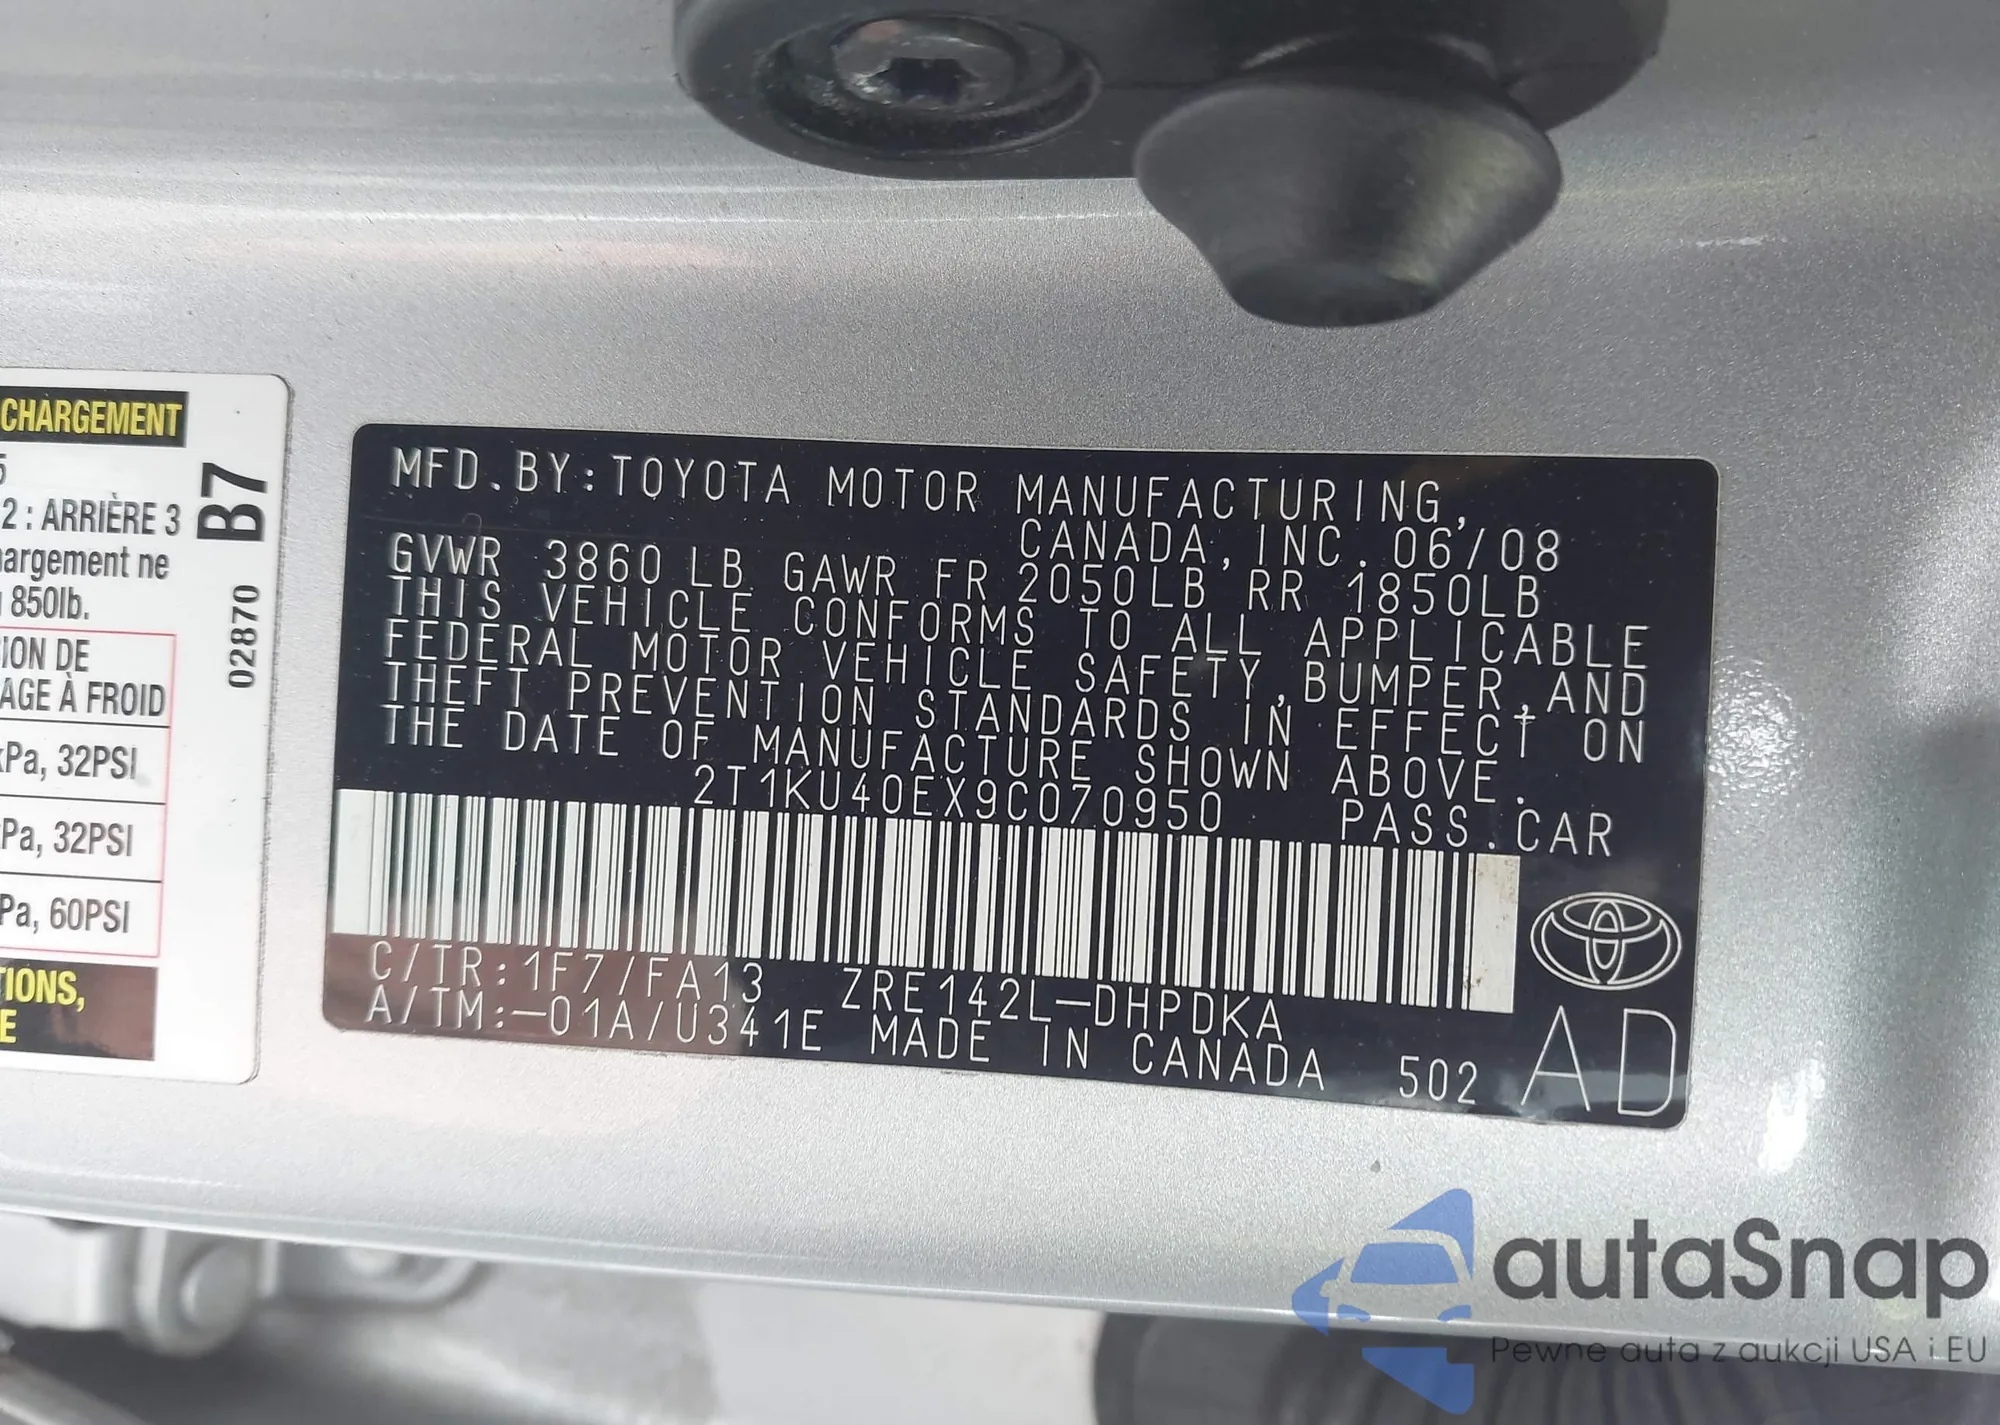 CHARGEMENT
5
2 : ARRIÈRE 3
argement ne
850lb.
ION DE
AGE À FROID
kPa, 32PSI
Pa, 32PSI
Pa, 60PSI
TIONS,
E
B7
02870
MFD. BY: TOYOTA MOTOR MANUFACTURING,
CANADA, INC. 06/08
GVWR 3860 LB GAWR FR 2050LB RR 1850LB
THIS VEHICLE CONFORMS TO ALL APPLICABLE
FEDERAL MOTOR VEHICLE SAFETY, BUMPER, AND
THEFT PREVENTION STANDARDS IN EFFECT ON
THE DATE OF MANUFACTURE SHOWN ABOVE.
2T1KU40EX9C070950 PASS. CAR
C/TR: 1F7/FA13 ZRE142L-DHPDKA
A/TM: -01A/U341E MADE IN CANADA 502
AD
autaSnap
Pewne auta z aukcji USA i EU